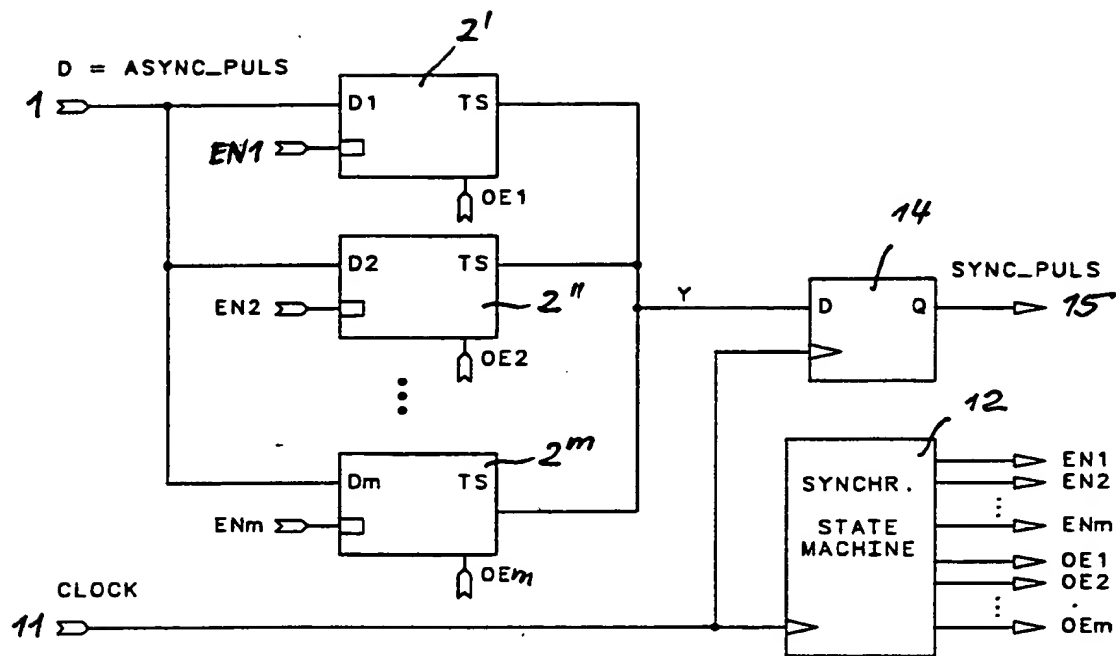 2'
D = ASYNC_PULS
1
D1 TS
EN1
OE1
14
D2 TS
SYNC_PULS
EN2
2"
Y
D Q
15
OE2
12
2m
Dm TS
SYNCHR.
STATE
MACHINE
EN1
EN2
ENm
ENm
OEm
OE1
OE2
OEm
CLOCK
11